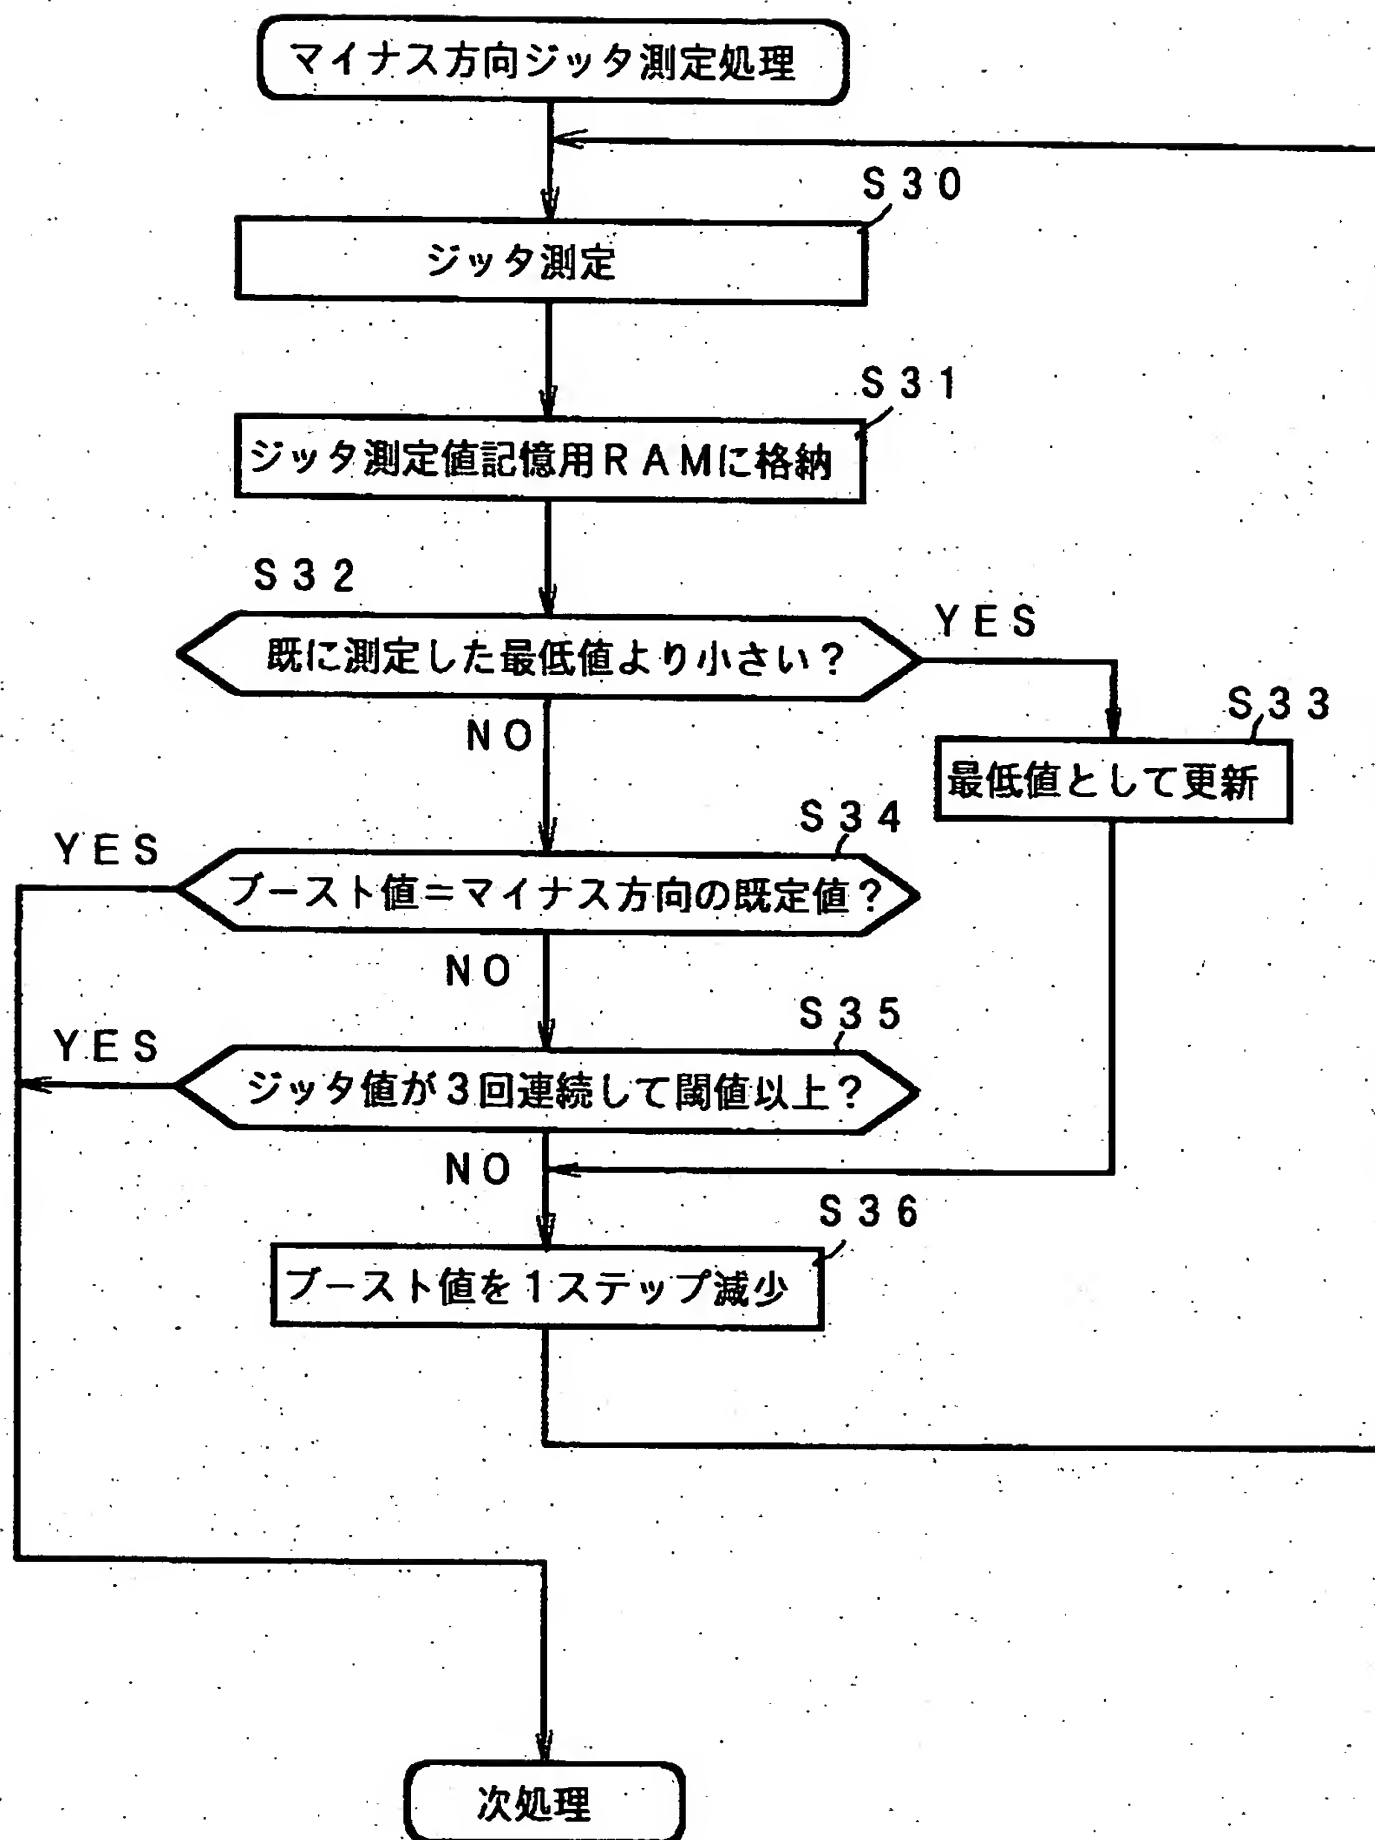 マイナス方向ジッタ測定処理
S30
ジッタ測定
S31
ジッタ測定値記憶用RAMに格納
S32
既に測定した最低値より小さい?
YES
NO
S33
最低値として更新
S34
YES
ブースト値=マイナス方向の既定値?
NO
S35
YES
ジッタ値が3回連続して閾値以上?
NO
S36
ブースト値を1ステップ減少
次処理